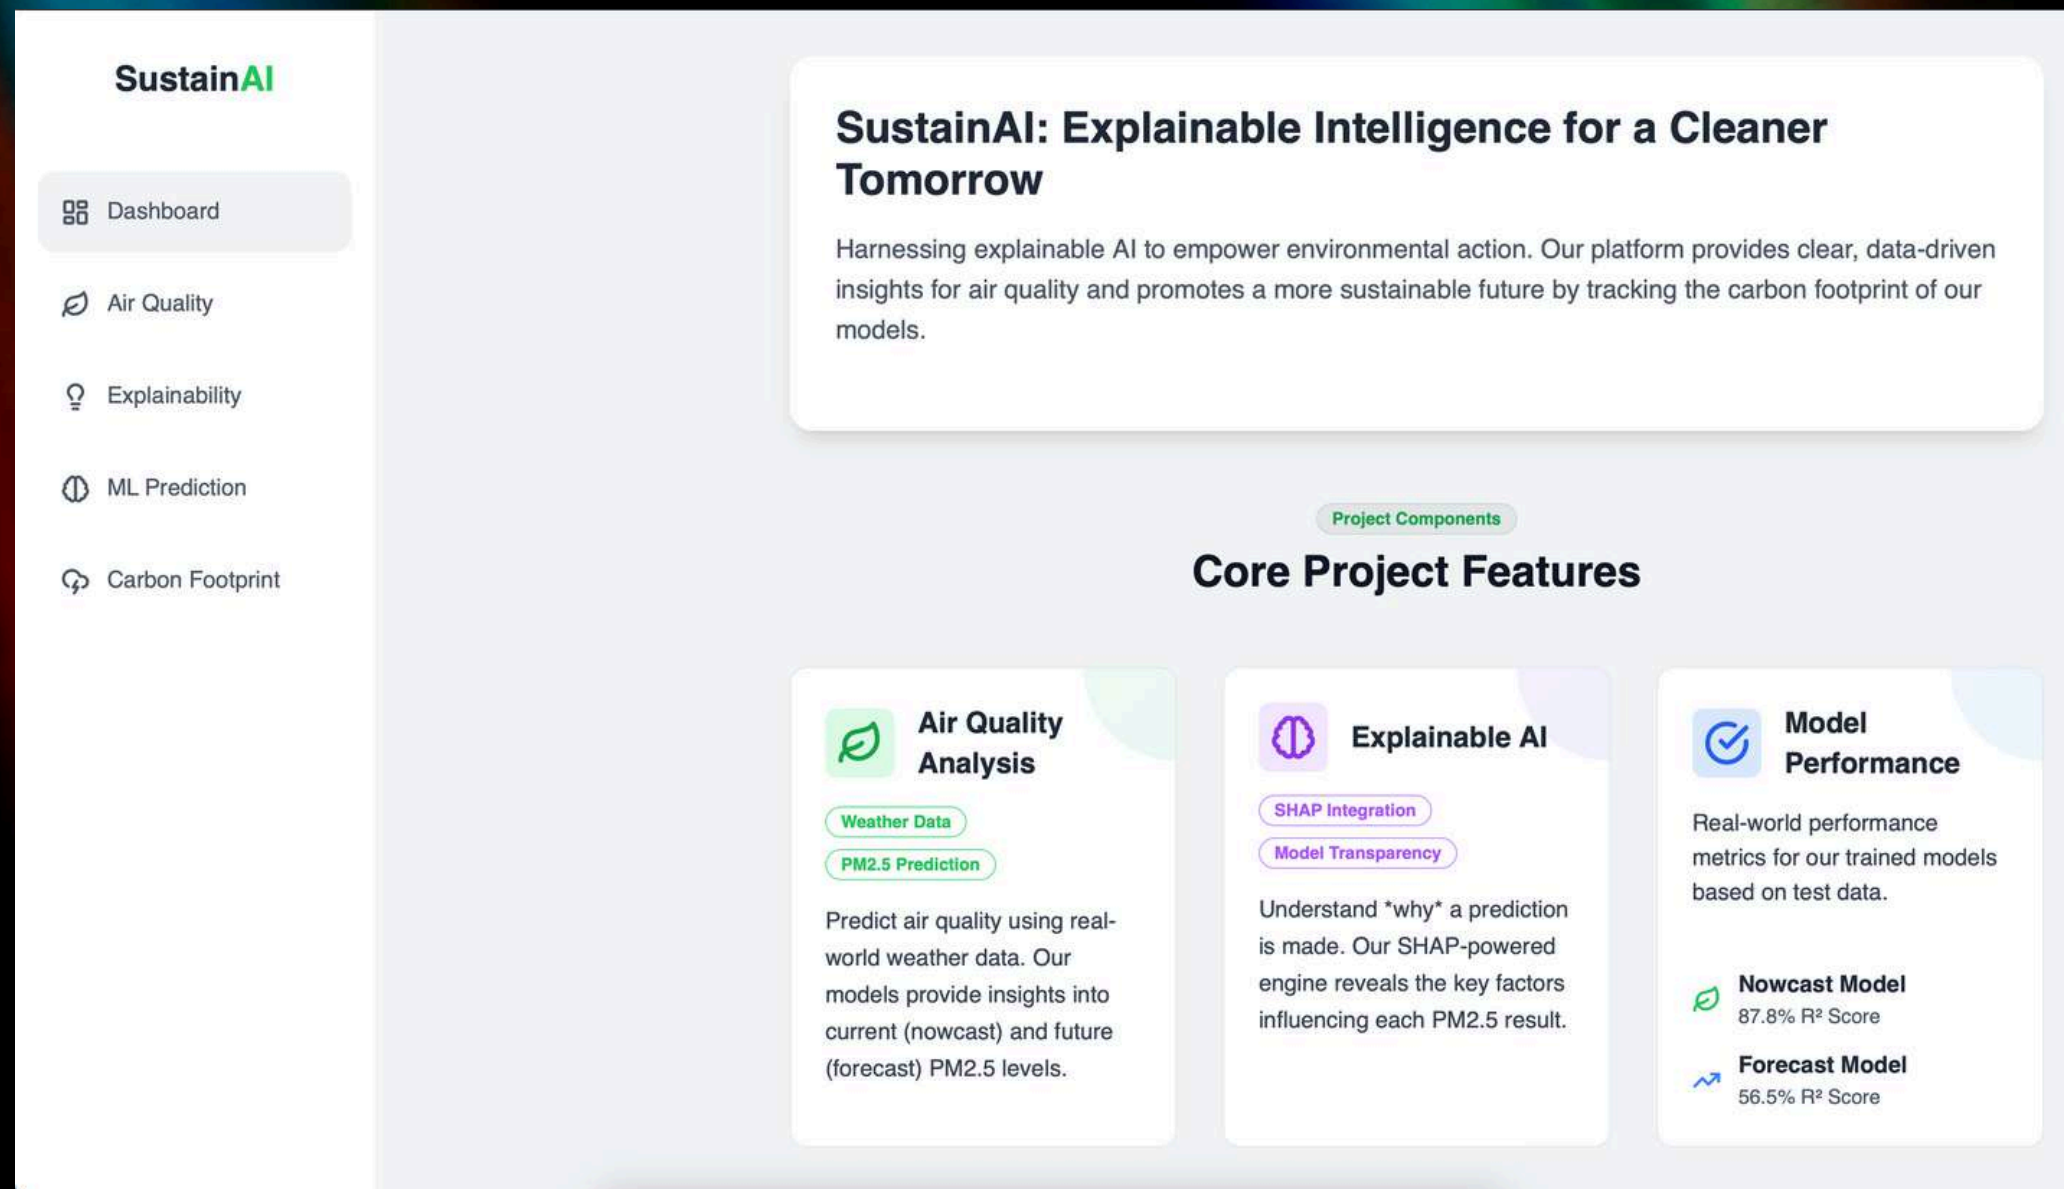 SustainAI
Dashboard
Air Quality
Explainability
ML Prediction
Carbon Footprint
SustainAI: Explainable Intelligence for a Cleaner
Tomorrow
Harnessing explainable AI to empower environmental action. Our platform provides clear, data-driven
insights for air quality and promotes a more sustainable future by tracking the carbon footprint of our
models.
Project Components
Core Project Features
Air Quality
Analysis
Weather Data
PM2.5 Prediction
Predict air quality using real-
world weather data. Our
models provide insights into
current (nowcast) and future
(forecast) PM2.5 levels.
Explainable AI
SHAP Integration
Model Transparency
Understand *why* a prediction
is made. Our SHAP-powered
engine reveals the key factors
influencing each PM2.5 result.
Model
Performance
Real-world performance
metrics for our trained models
based on test data.
Nowcast Model
87.8% R² Score
Forecast Model
56.5% R² Score